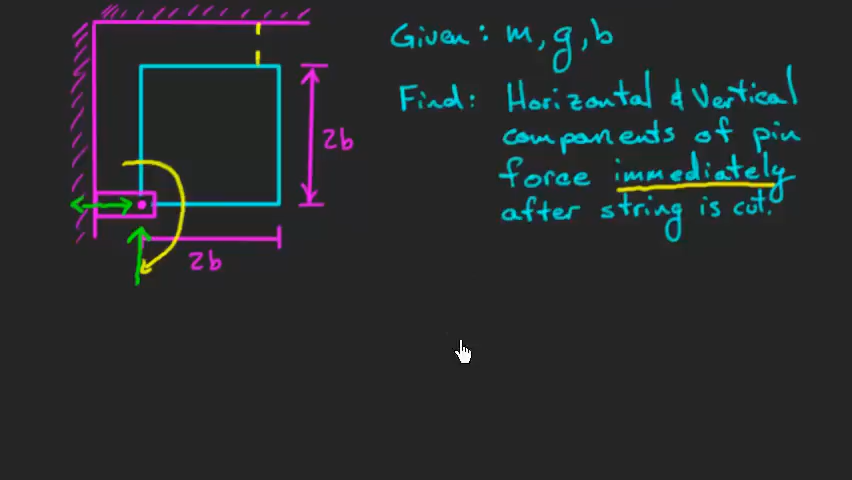 Given: m, g, b
Find: Horizontal & Vertical
components of pin
force immediately
after string is cut.
2b
2b